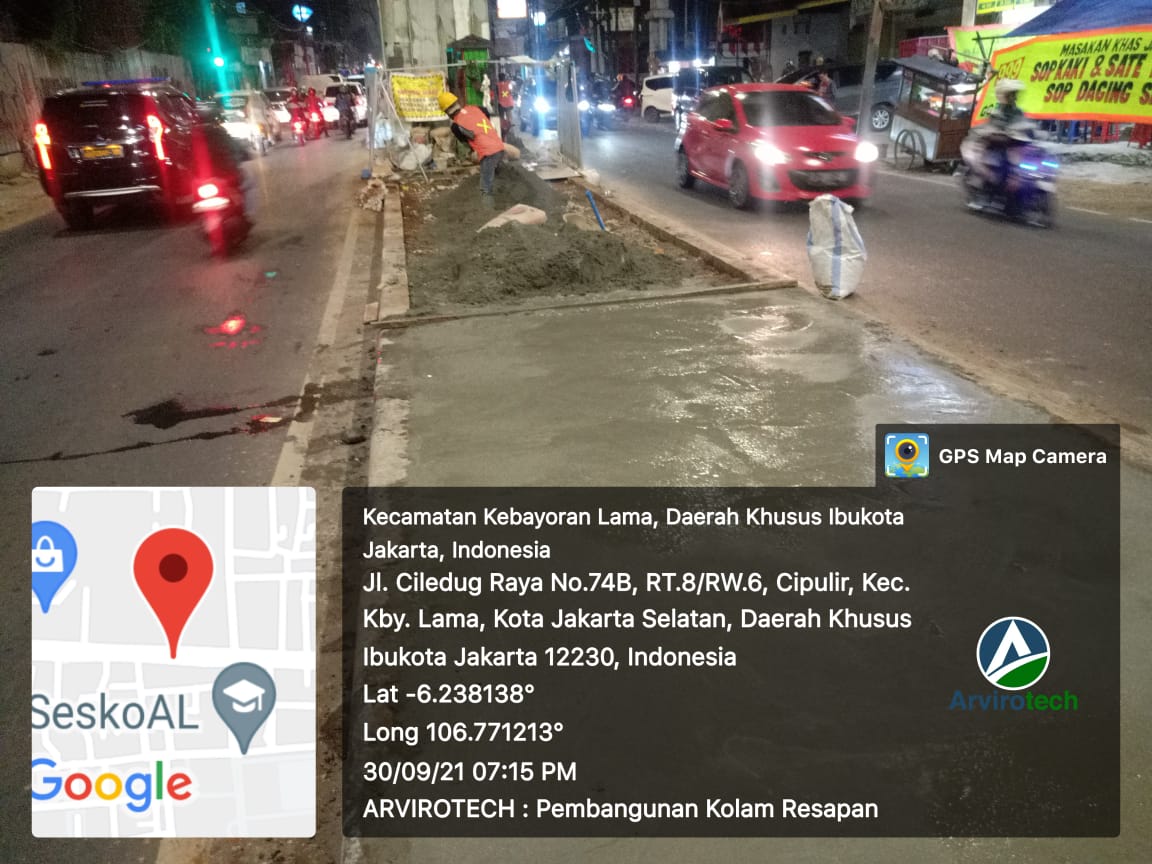 MASAKAN KHAS J
SOP KAKI & SATE
SOP DAGING S
GPS Map Camera
Kecamatan Kebayoran Lama, Daerah Khusus Ibukota
Jakarta, Indonesia
Jl. Ciledug Raya No.74B, RT.8/RW.6, Cipulir, Kec.
Kby. Lama, Kota Jakarta Selatan, Daerah Khusus
Ibukota Jakarta 12230, Indonesia
Lat -6.238138°
Long 106.771213°
30/09/21 07:15 PM
ARVIROTECH : Pembangunan Kolam Resapan
Arvirotech
SeskoAL
Google